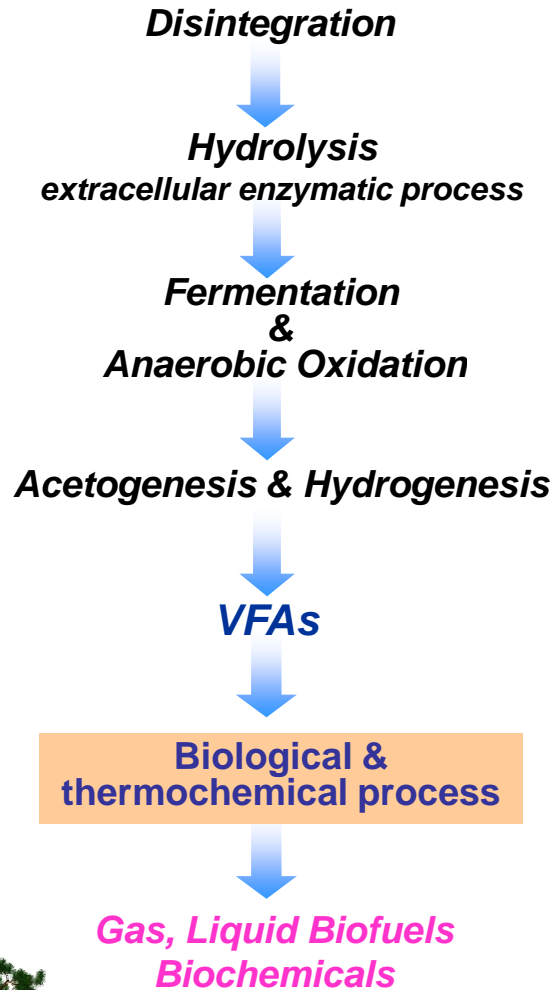 Disintegration
Hydrolysis
extracellular enzymatic process
Fermentation
&
Anaerobic Oxidation
Acetogenesis & Hydrogenesis
VFAs
Biological &
thermochemical process
Gas, Liquid Biofuels
Biochemicals